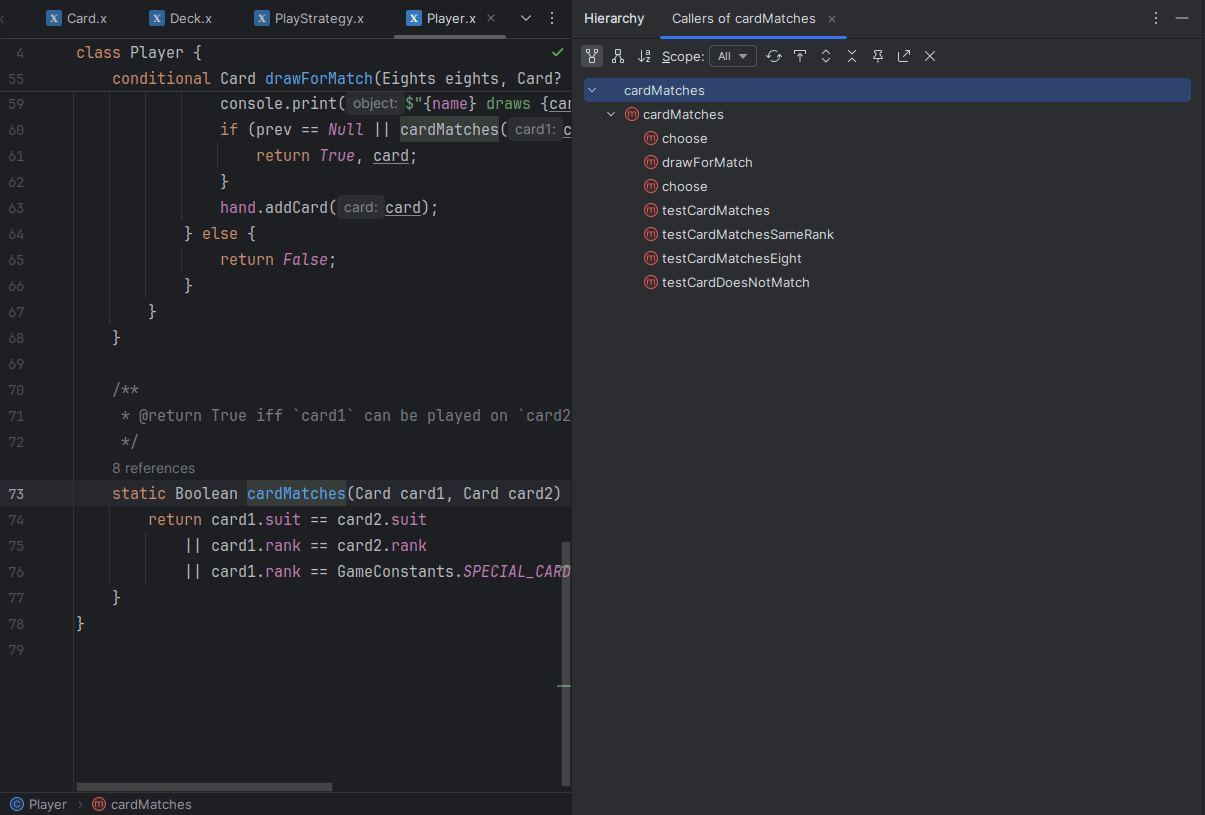 Card.x
Deck.x
PlayStrategy.x
Player.x
4 class Player {
55 conditional Card drawForMatch(Eights eights, Card?
59 console.print( object: $"{name} draws {car
60 if (prev == Null || cardMatches( card1: c
61 return True, card;
62 }
63 hand.addCard( card: card);
64 } else {
65 return False;
66 }
67 }
68 }
69
70 /**
71 * @return True iff `card1` can be played on `card2
72 */
8 references
73 static Boolean cardMatches(Card card1, Card card2)
74 return card1.suit == card2.suit
75 || card1.rank == card2.rank
76 || card1.rank == GameConstants.SPECIAL_CARD
77 }
78 }
79
Player
cardMatches
Hierarchy
Callers of cardMatches
Scope: All
cardMatches
cardMatches
choose
drawForMatch
choose
testCardMatches
testCardMatchesSameRank
testCardMatchesEight
testCardDoesNotMatch